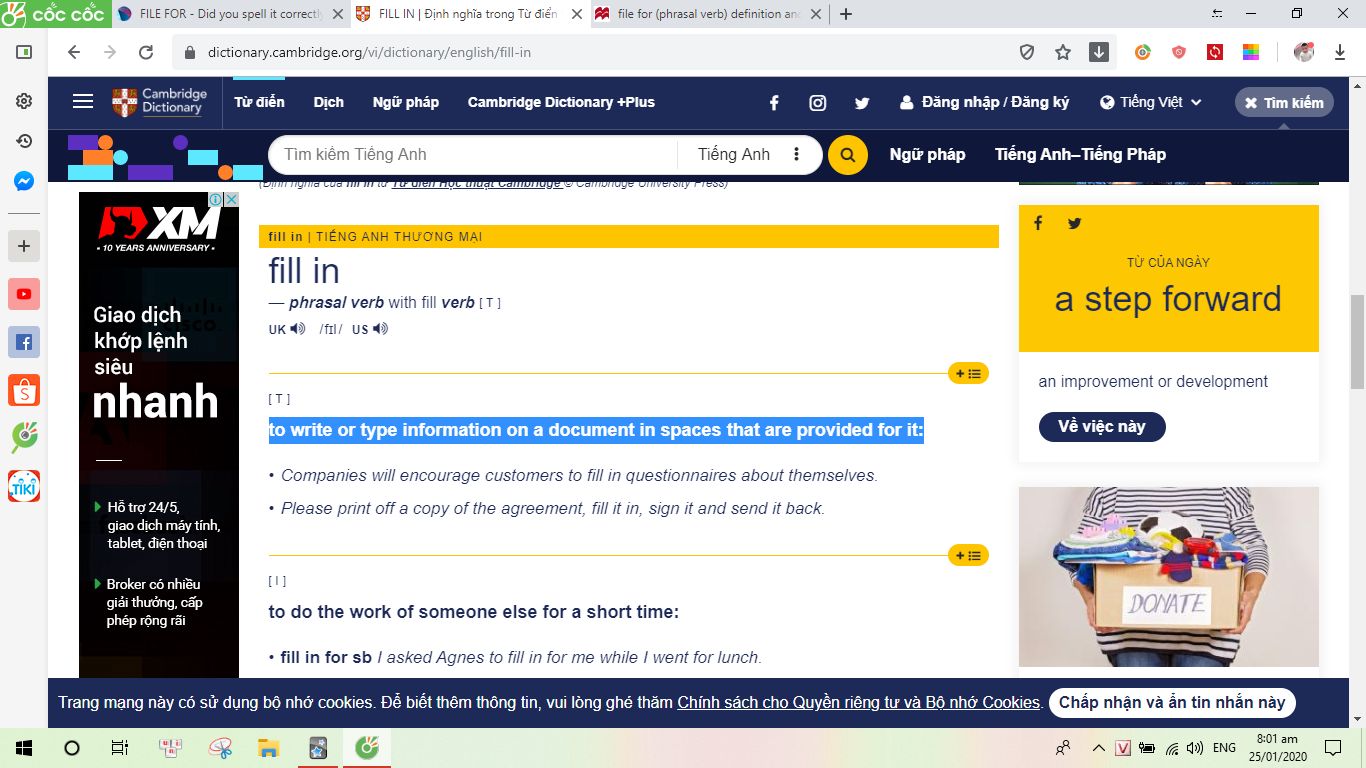 cốc cốc
FILE FOR - Did you spell it correctly
FILL IN | Định nghĩa trong Từ điển
file for (phrasal verb) definition and
dictionary.cambridge.org/vi/dictionary/english/fill-in
Cambridge
Dictionary
Từ điển
Dịch
Ngữ pháp
Cambridge Dictionary +Plus
Đăng nhập / Đăng ký
Tiếng Việt
Tìm kiếm
Tìm kiếm Tiếng Anh
Tiếng Anh
Ngữ pháp
Tiếng Anh–Tiếng Pháp
(Định nghĩa của fill in từ Từ điển Học thuật Cambridge © Cambridge University Press)
XM
• 10 YEARS ANNIVERSARY •
Giao dịch
khớp lệnh
siêu
nhanh
Hỗ trợ 24/5,
giao dịch máy tính,
tablet, điện thoại
Broker có nhiều
giải thưởng, cấp
phép rộng rãi
fill in | TIẾNG ANH THƯƠNG MẠI
fill in
— phrasal verb with fill verb [ T ]
UK /fɪl/ US
[ T ]
to write or type information on a document in spaces that are provided for it:
• Companies will encourage customers to fill in questionnaires about themselves.
• Please print off a copy of the agreement, fill it in, sign it and send it back.
[ I ]
to do the work of someone else for a short time:
• fill in for sb I asked Agnes to fill in for me while I went for lunch.
TỪ CỦA NGÀY
a step forward
an improvement or development
Về việc này
DONATE
TIKI
Trang mạng này có sử dụng bộ nhớ cookies. Để biết thêm thông tin, vui lòng ghé thăm Chính sách cho Quyền riêng tư và Bộ nhớ Cookies.
Chấp nhận và ẩn tin nhắn này
ENG
8:01 am
25/01/2020